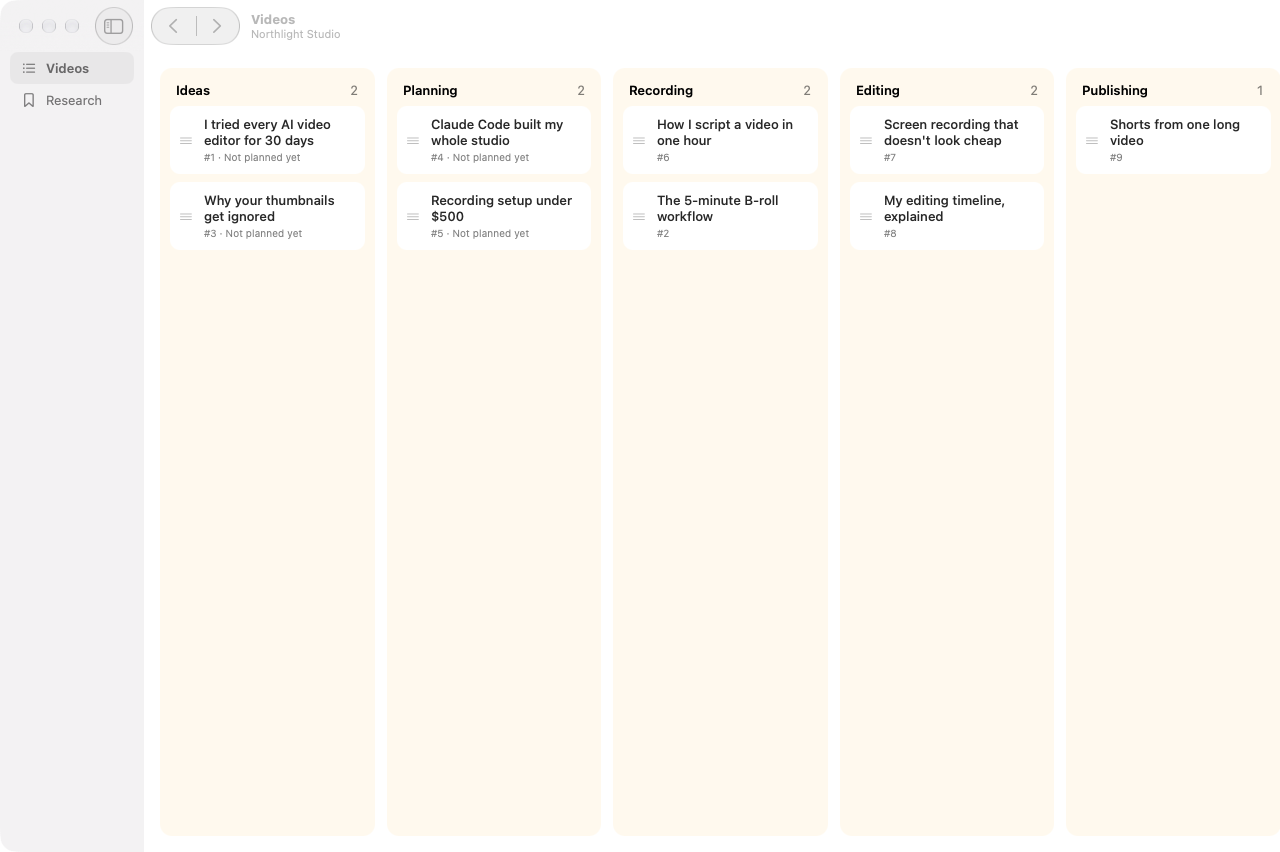 Videos
Northlight Studio
Videos
Research
Ideas 2
I tried every AI video
editor for 30 days
#1 · Not planned yet
Why your thumbnails
get ignored
#3 · Not planned yet
Planning 2
Claude Code built my
whole studio
#4 · Not planned yet
Recording setup under
$500
#5 · Not planned yet
Recording 2
How I script a video in
one hour
#6
The 5-minute B-roll
workflow
#2
Editing 2
Screen recording that
doesn't look cheap
#7
My editing timeline,
explained
#8
Publishing 1
Shorts from one long
video
#9